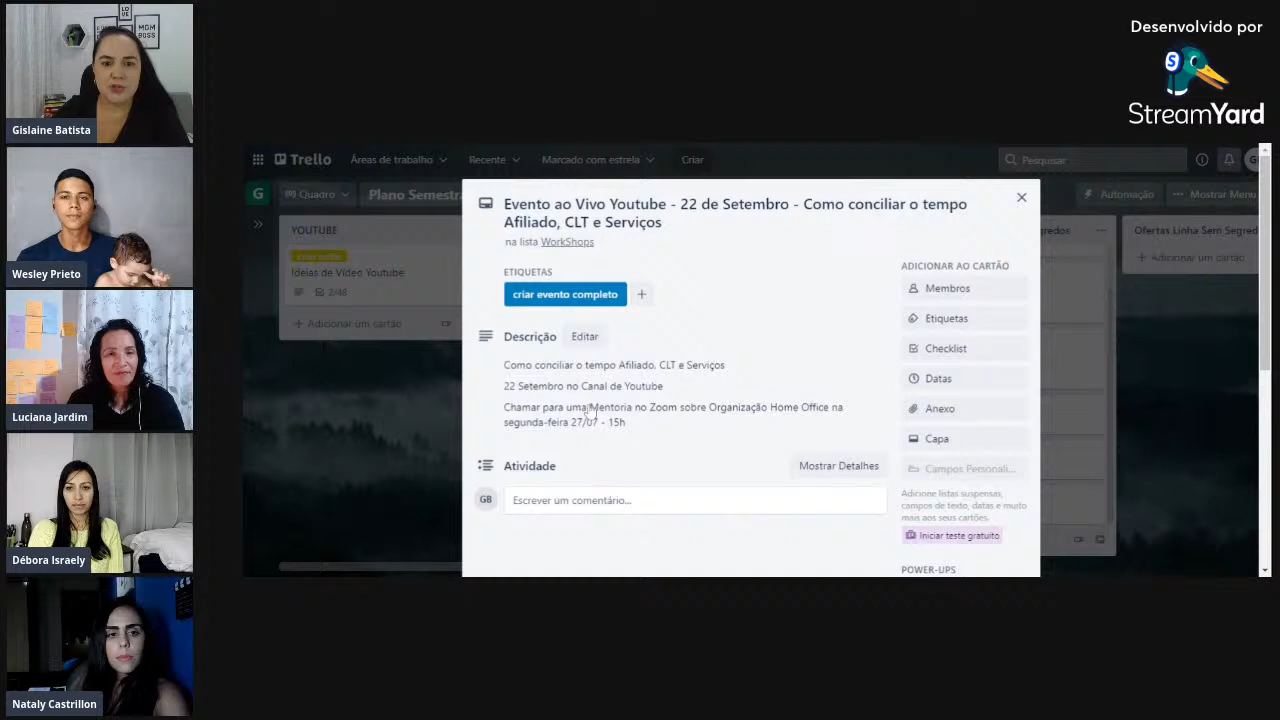 LOVE
MOM
BOSS
Gislaine Batista
Wesley Prieto
Luciana Jardim
Débora Israely
Nataly Castrillon
Desenvolvido por
StreamYard
Trello
Áreas de trabalho
Recente
Marcado com estrela
Criar
Pesquisar
G
Quadro
Plano Semestra
Automação
Mostrar Menu
YOUTUBE
Ideias de Vídeo Youtube
2/48
+ Adicionar um cartão
Ofertas Linha Sem Segred
+ Adicionar um cartão
Evento ao Vivo Youtube - 22 de Setembro - Como conciliar o tempo
Afiliado, CLT e Serviços
na lista WorkShops
ETIQUETAS
criar evento completo
+
Descrição
Editar
Como conciliar o tempo Afiliado, CLT e Serviços
22 Setembro no Canal de Youtube
Chamar para uma Mentoria no Zoom sobre Organização Home Office na
segunda-feira 27/07 - 15h
Atividade
Mostrar Detalhes
GB
Escrever um comentário...
ADICIONAR AO CARTÃO
Membros
Etiquetas
Checklist
Datas
Anexo
Capa
Campos Personali...
Adicione listas suspensas,
campos de texto, datas e muito
mais aos seus cartões.
Iniciar teste gratuito
POWER-UPS